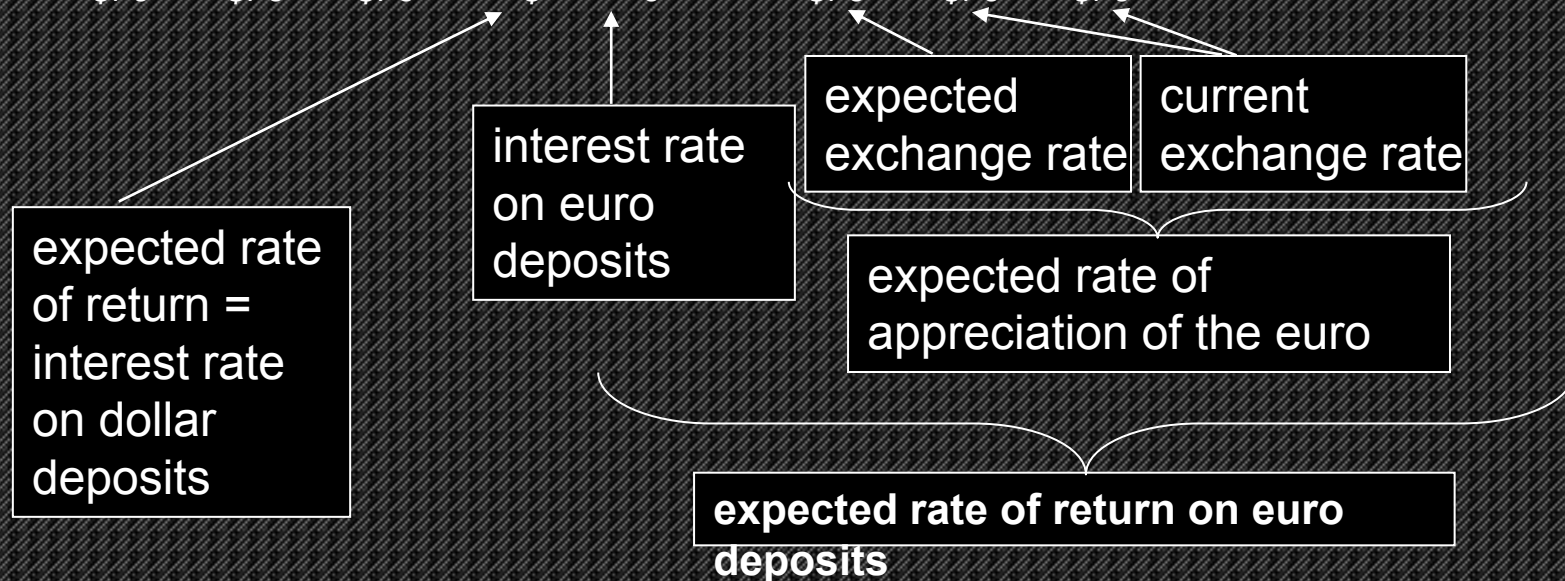 expected
exchange rate
current
exchange rate
interest rate
on euro
deposits
expected rate
of return =
interest rate
on dollar
deposits
expected rate of
appreciation of the euro
expected rate of return on euro
deposits